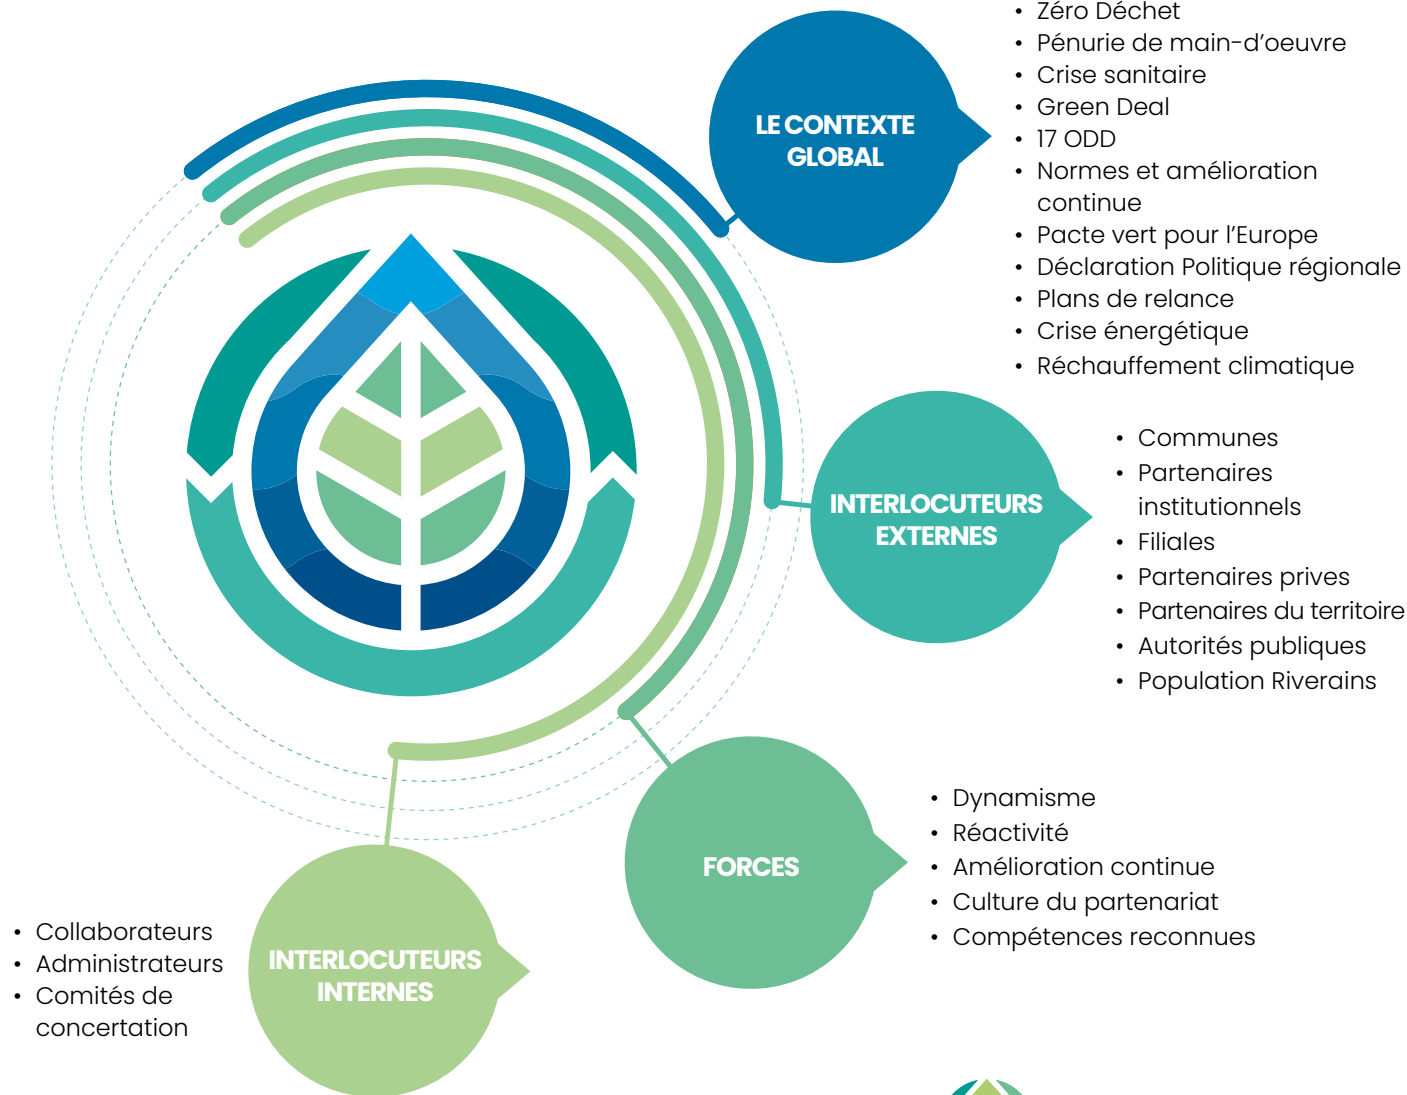 LE CONTEXTE
GLOBAL
• Zéro Déchet
• Pénurie de main-d'oeuvre
• Crise sanitaire
• Green Deal
• 17 ODD
• Normes et amélioration
continue
• Pacte vert pour l'Europe
• Déclaration Politique régionale
• Plans de relance
• Crise énergétique
• Réchauffement climatique
INTERLOCUTEURS
EXTERNES
• Communes
• Partenaires
institutionnels
• Filiales
• Partenaires prives
• Partenaires du territoire
• Autorités publiques
• Population Riverains
FORCES
• Dynamisme
• Réactivité
• Amélioration continue
• Culture du partenariat
• Compétences reconnues
INTERLOCUTEURS
INTERNES
• Collaborateurs
• Administrateurs
• Comités de
concertation